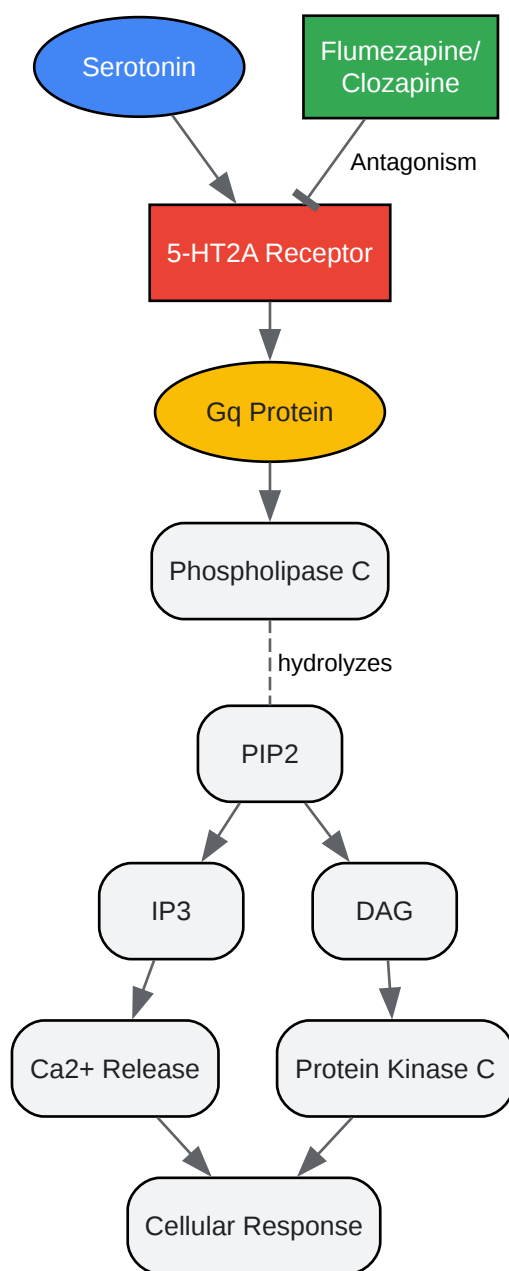 Serotonin
Flumezapine/
Clozapine
Antagonism
5-HT2A Receptor
Gq Protein
Phospholipase C
hydrolyzes
PIP2
IP3
DAG
Ca2+ Release
Protein Kinase C
Cellular Response